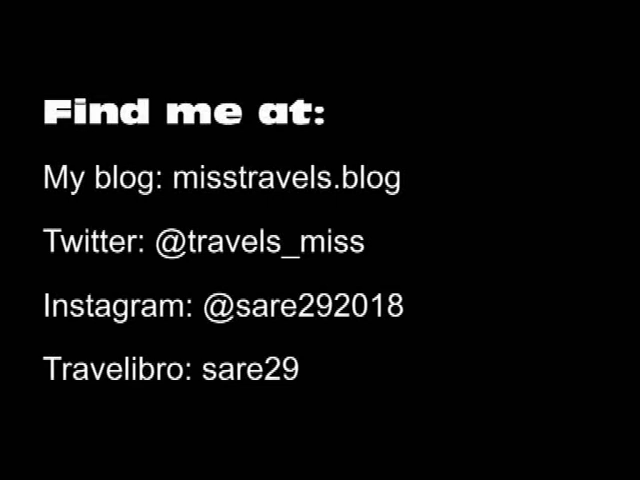 Find me at:
My blog: misstravels.blog
Twitter: @travels_miss
Instagram: @sare292018
Travelibro: sare29